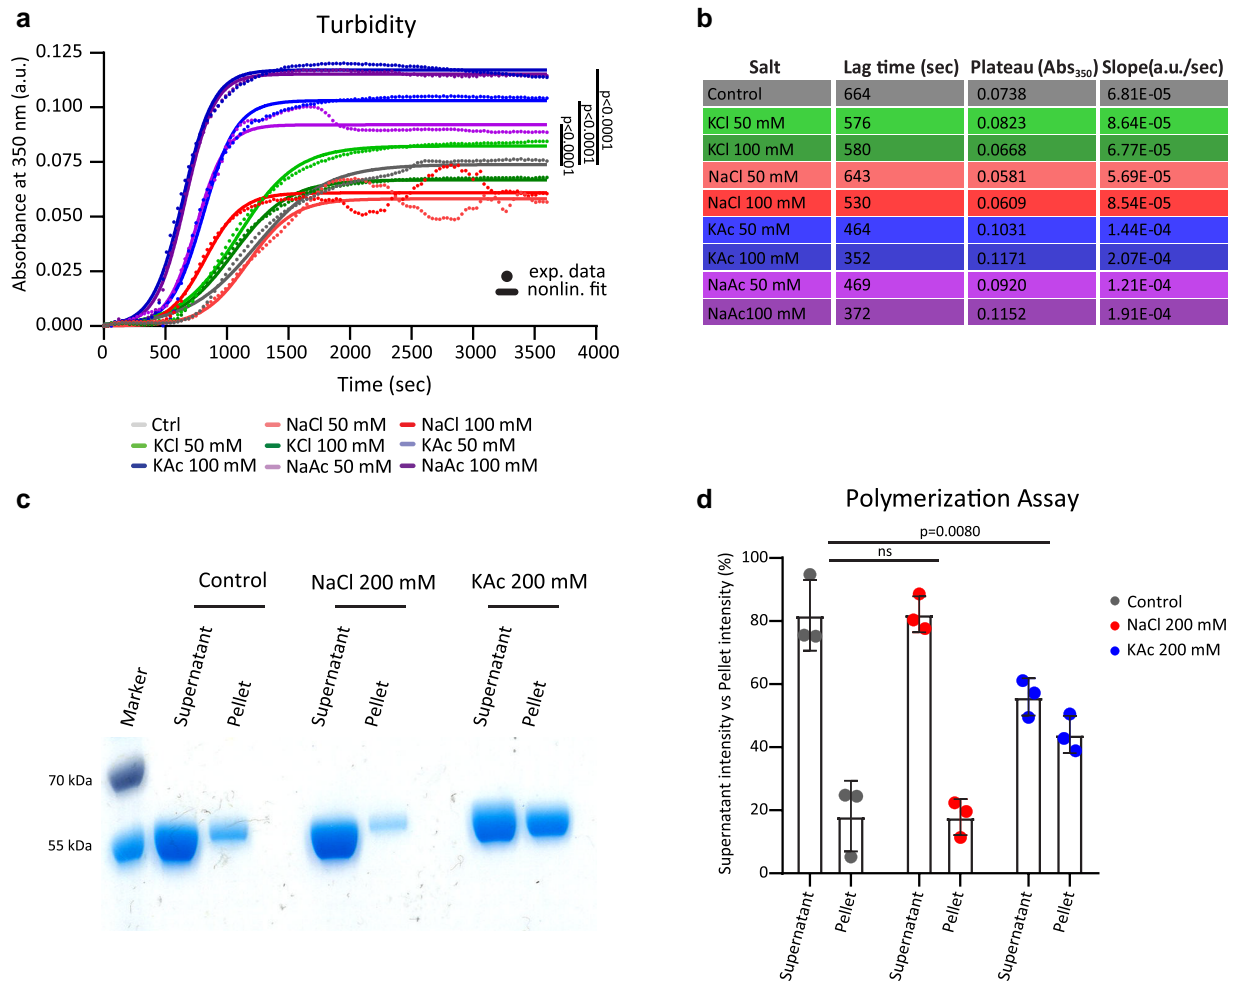 a
Turbidity
Absorbance at 350 nm (a.u.)
0.125
0.100
0.075
0.050
0.025
0.000
0 500 1000 1500 2000 2500 3000 3500 4000
Time (sec)
p<0.0001
p<0.0001
p<0.0001
exp. data
nonlin. fit
Ctrl NaCl 50 mM NaCl 100 mM
KCl 50 mM KCl 100 mM KAc 50 mM
KAc 100 mM NaAc 50 mM NaAc 100 mM
b
Salt Lag time (sec) Plateau (Abs₃₅₀) Slope(a.u./sec)
Control 664 0.0738 6.81E-05
KCl 50 mM 576 0.0823 8.64E-05
KCl 100 mM 580 0.0668 6.77E-05
NaCl 50 mM 643 0.0581 5.69E-05
NaCl 100 mM 530 0.0609 8.54E-05
KAc 50 mM 464 0.1031 1.44E-04
KAc 100 mM 352 0.1171 2.07E-04
NaAc 50 mM 469 0.0920 1.21E-04
NaAc100 mM 372 0.1152 1.91E-04
c
Control NaCl 200 mM KAc 200 mM
Marker Supernatant Pellet Supernatant Pellet Supernatant Pellet
70 kDa
55 kDa
d
Polymerization Assay
p=0.0080
ns
Supernatant intensity vs Pellet intensity (%)
100
80
60
40
20
0
Supernatant Pellet Supernatant Pellet Supernatant Pellet
Control
NaCl 200 mM
KAc 200 mM